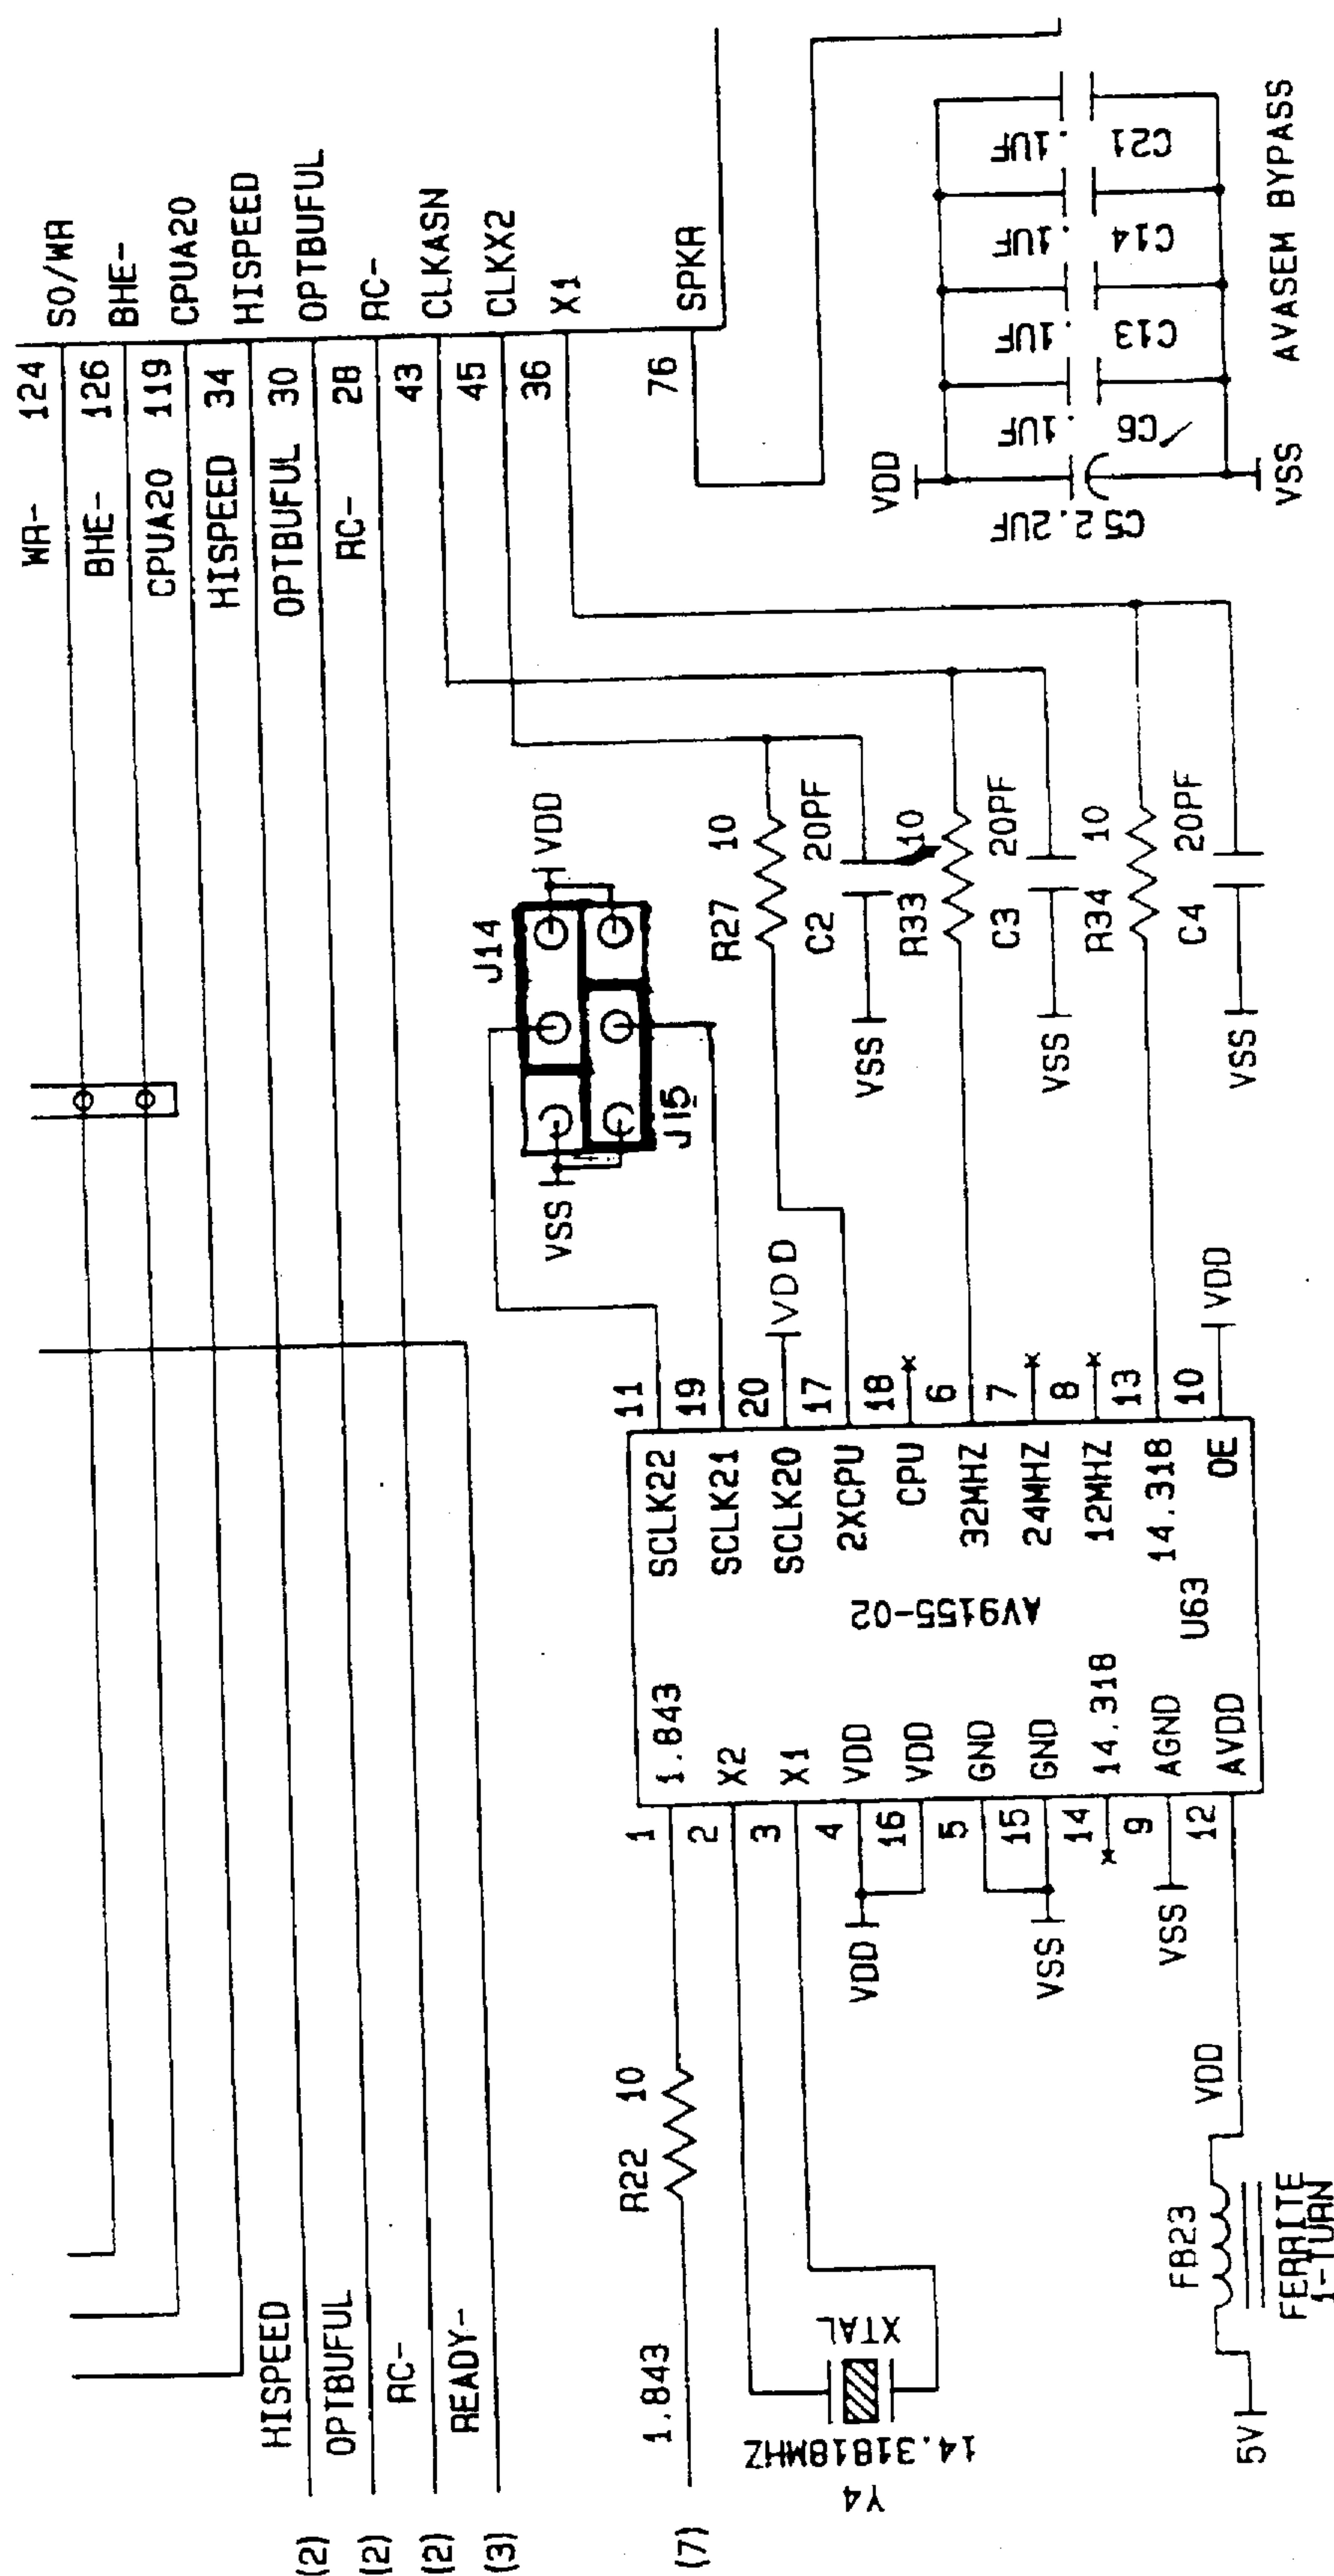 WR- 124 S0/WR
BHE- 126 BHE-
CPUA20 119 CPUA20
HISPEED 34 HISPEED
OPTBUFUL 30 OPTBUFUL
RC- 28 RC-
43 CLKASN
45 CLKX2
36 X1
76 SPKR
HISPEED
(2)
OPTBUFUL
(2)
RC-
(2)
READY-
(3)
J14
VDD
VSS
J15
R22 10
1.843
(7)
Y4
14.31818MHZ
XTAL
1 1.843
2 X2
3 X1
4 VDD
16 VDD
5 GND
15 GND
14 14.318
9 AGND
12 AVDD
VDD
VSS
VSS
AV9155-02
U63
SCLK22 11
SCLK21 19
SCLK20 20
VDD
2XCPU 17
CPU 18
32MHZ 6
24MHZ 7
12MHZ 8
14.318 13
OE 10
VDD
R27 10
C2 20PF
VSS
R33 10
C3 20PF
VSS
R34 10
C4 20PF
VSS
VDD
C5 2.2UF
.1UF C6
.1UF C13
.1UF C14
.1UF C21
VSS
AVASEM BYPASS
5V
FB23
VDD
FERRITE
1-TURN